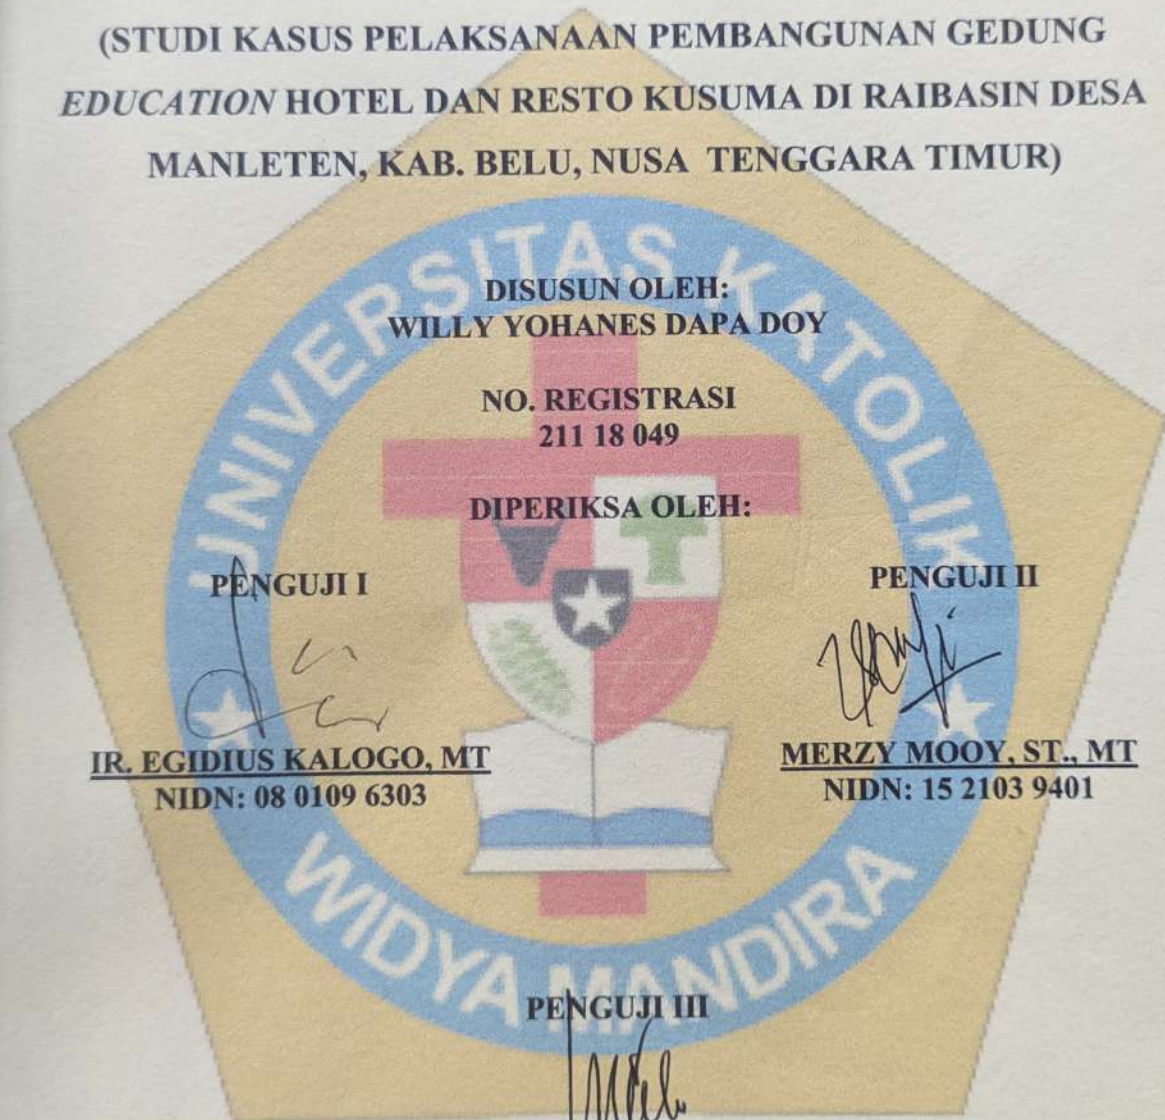 (STUDI KASUS PELAKSANAAN PEMBANGUNAN GEDUNG
EDUCATION HOTEL DAN RESTO KUSUMA DI RAIBASIN DESA
MANLETEN, KAB. BELU, NUSA TENGGARA TIMUR)
UNIVERSITAS KATOLIK
DISUSUN OLEH:
WILLY YOHANES DAPA DOY
NO. REGISTRASI
211 18 049
DIPERIKSA OLEH:
PENGUJI I
PENGUJI II
IR. EGIDIUS KALOGO, MT
NIDN: 08 0109 6303
MERZY MOOY, ST., MT
NIDN: 15 2103 9401
WIDYA MANDIRA
PENGUJI III